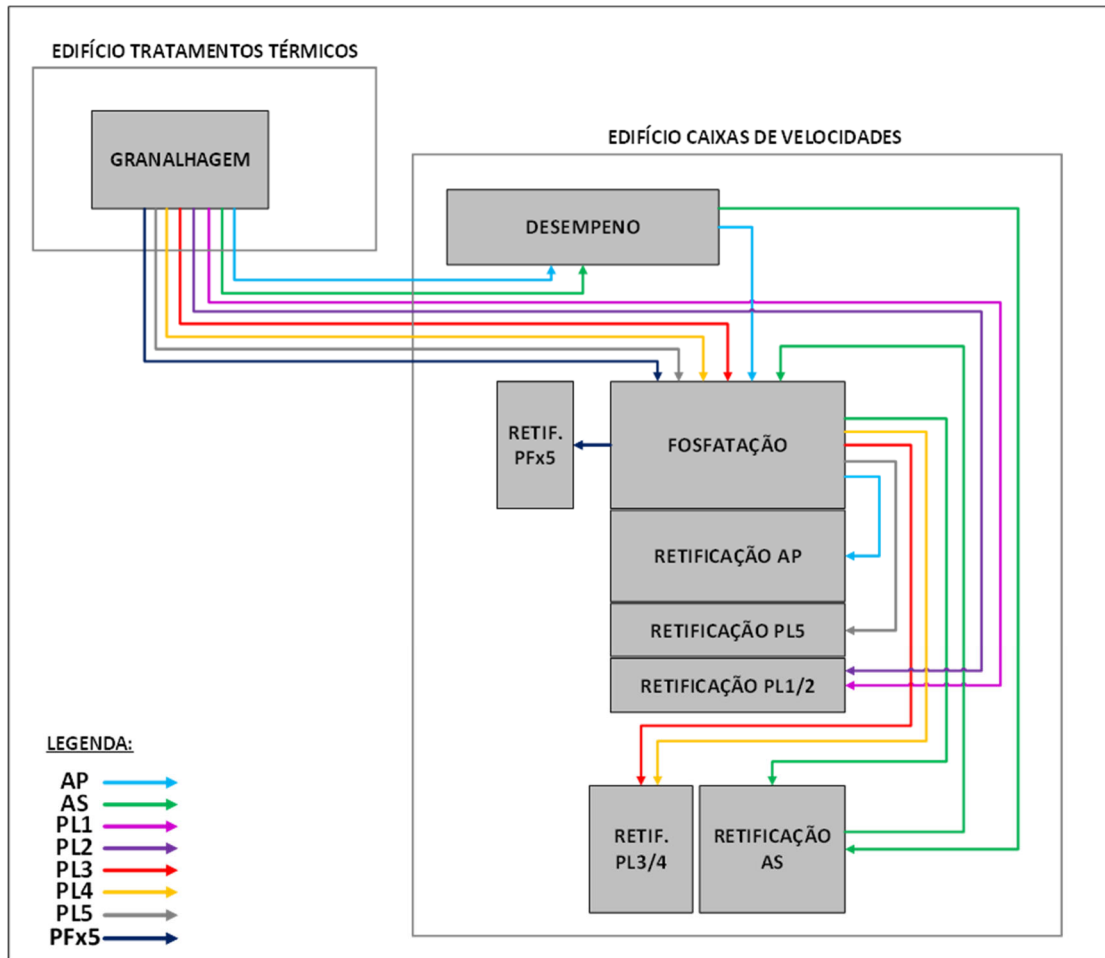 EDIFÍCIO TRATAMENTOS TÉRMICOS
GRANALHAGEM
EDIFÍCIO CAIXAS DE VELOCIDADES
DESEMPENO
RETIF.
PFx5
FOSFATAÇÃO
RETIFICAÇÃO AP
RETIFICAÇÃO PL5
RETIFICAÇÃO PL1/2
RETIF.
PL3/4
RETIFICAÇÃO
AS
LEGENDA:
AP
AS
PL1
PL2
PL3
PL4
PL5
PFx5